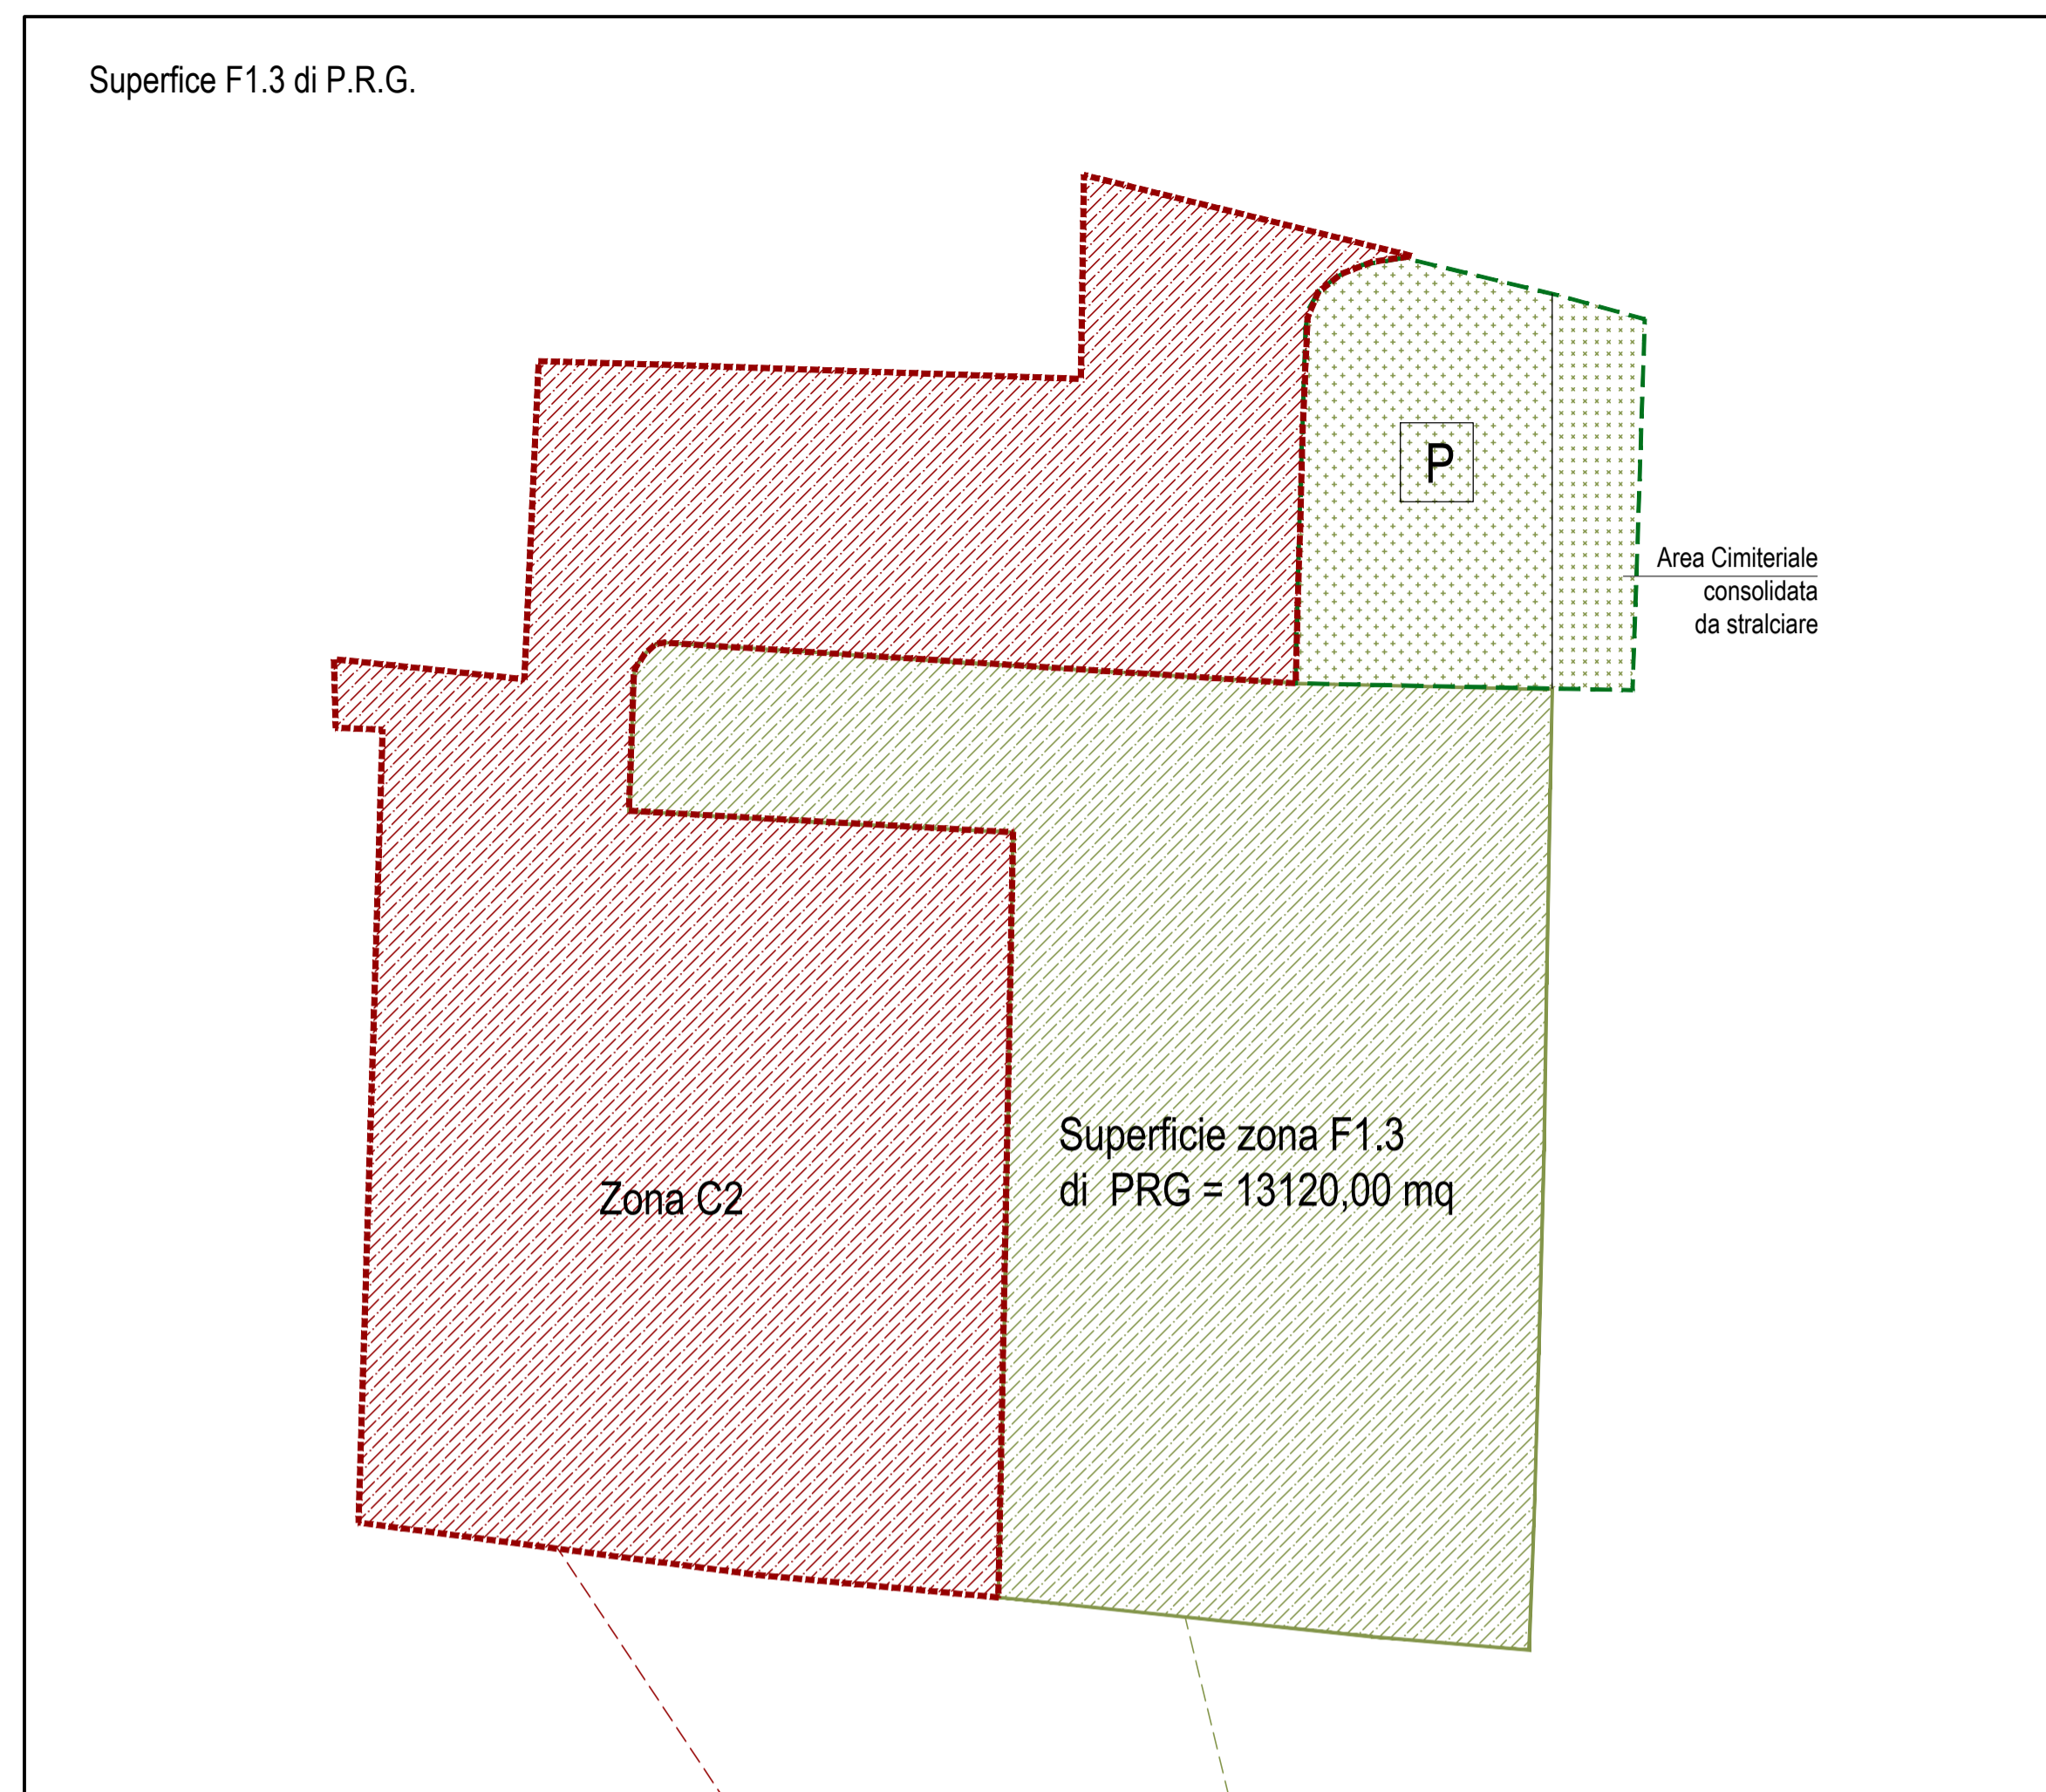 Superfice F1.3 di P.R.G.
P
Area Cimiteriale
consolidata
da stralciare
Superficie zona F1.3
di PRG = 13120,00 mq
Zona C2